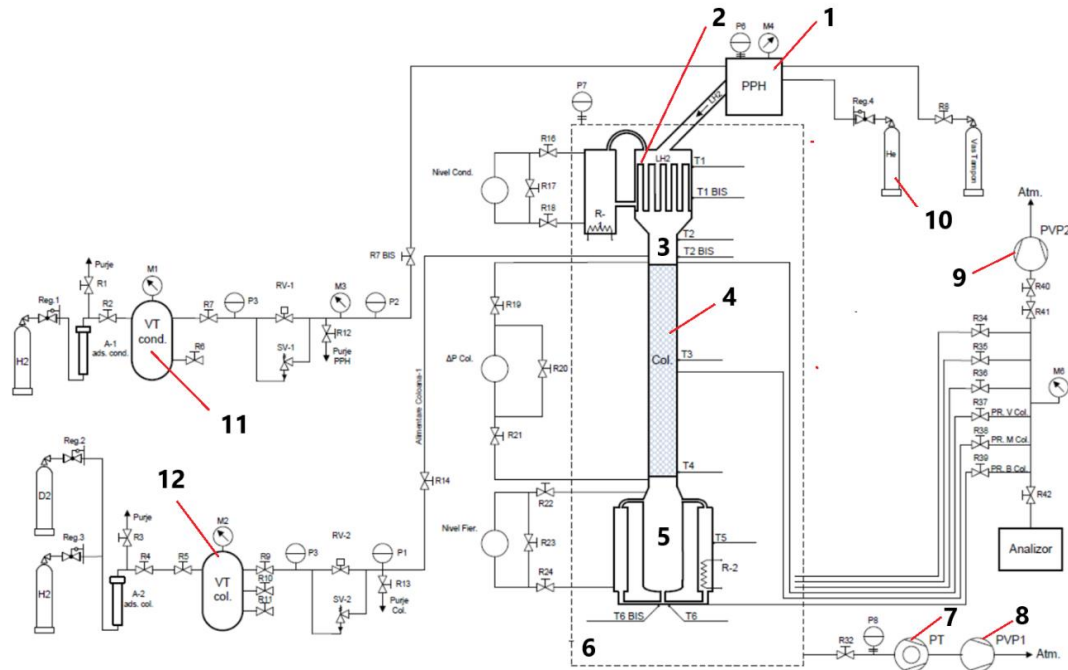 2
1
P6
M4
PPH
P7
LH2
Reg.4
R8
He
Vas Tampon
10
R16
Nivel Cond.
R17
R18
LH2
T1
T1 BIS
R-1
3
T2
T2 BIS
Atm.
PVP2
9
R40
R41
R7 BIS
Purje
R1
M1
Reg.1
R2
R7
P3
RV-1
M3
P2
H2
A-1
ads. cond.
VT
cond.
R6
SV-1
R12
Purje
PPH
11
R19
4
ΔP Col.
R20
Col.
T3
R21
T4
Alimentare Coloana-1
R14
R34
R35
R36
R37
PR. V Col.
R38
PR. M Col.
R39
PR. B Col.
M6
R42
Analizor
Reg.2
D2
12
Purje
R3
M2
Reg.3
R4
R5
R9
R10
R11
P3
RV-2
P1
H2
A-2
ads. col.
VT
col.
SV-2
R13
Purje
Col.
R22
Nivel Fier.
R23
R24
5
T5
R-2
T6 BIS
T6
6
7
8
R32
P8
PT
PVP1
Atm.